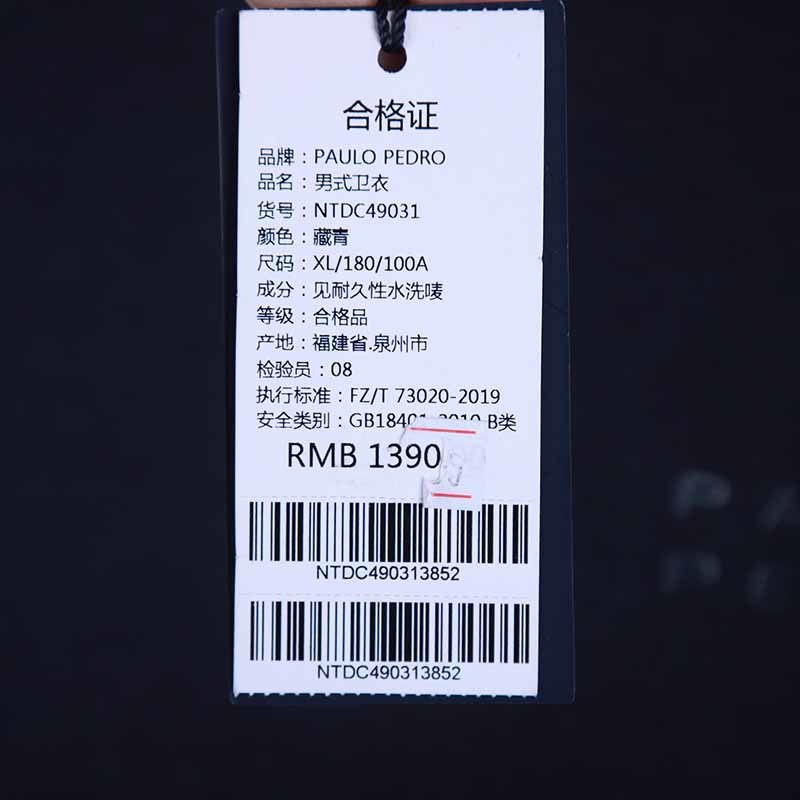 合格证
品牌：PAULO PEDRO
品名：男式卫衣
货号：NTDC49031
颜色：藏青
尺码：XL/180/100A
成分：见耐久性水洗唛
等级：合格品
产地：福建省.泉州市
检验员：08
执行标准：FZ/T 73020-2019
安全类别：GB18401-2010 B类
RMB 1390
NTDC490313852
NTDC490313852